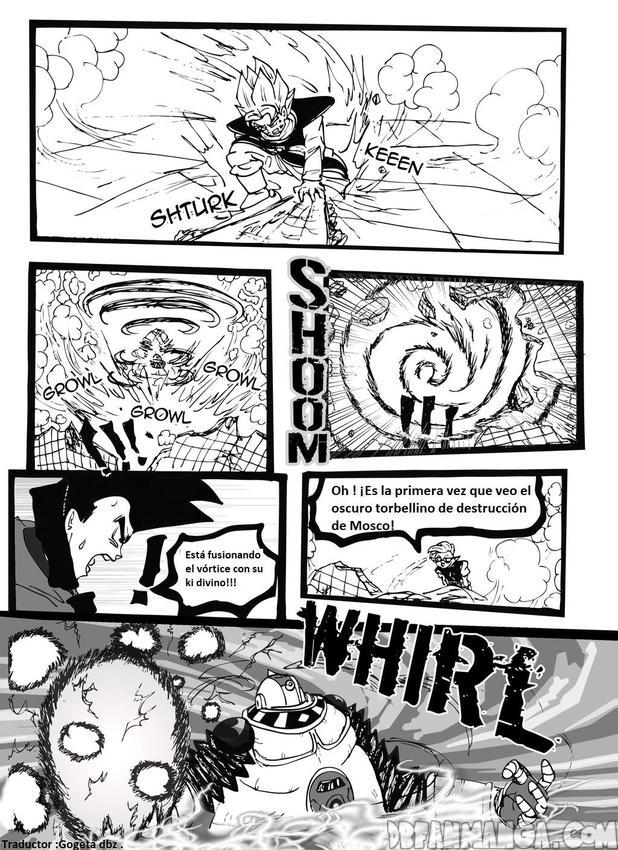 KEEEN
SHTURK
GROWL
GROWL
GROWL
SHOOM
!!!
!!!
Está fusionando
el vórtice con su
ki divino!!!
!
Oh ! ¡Es la primera vez que veo el
oscuro torbellino de destrucción
de Mosco!
WHIRL
Traductor :Gogeta dbz .
DBFANMANGA.COM